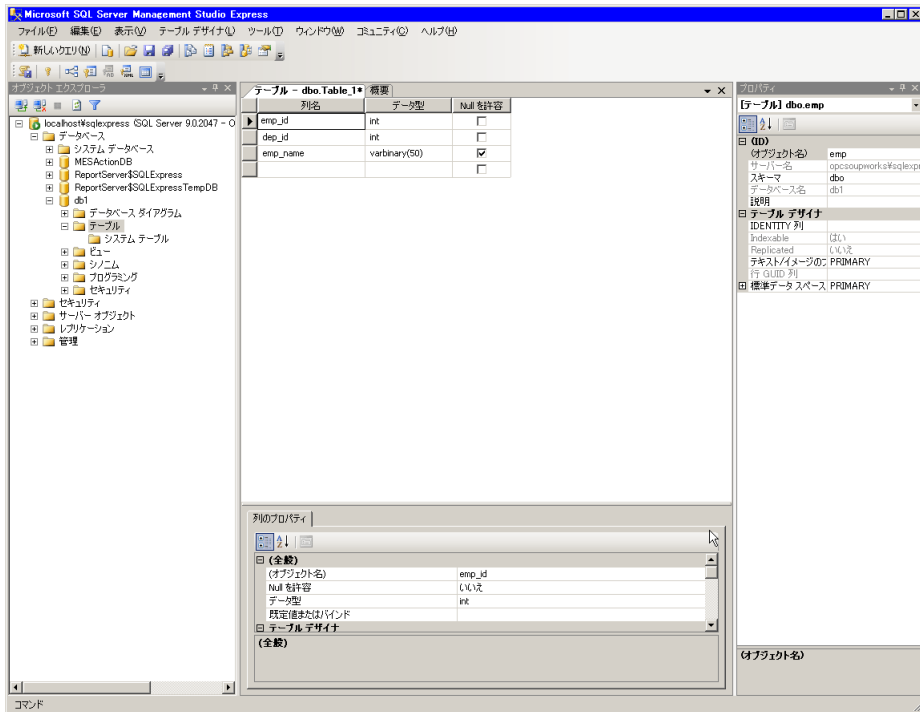 Microsoft SQL Server Management Studio Express
ファイル(F) 編集(E) 表示(V) テーブル デザイナ(L) ツール(T) ウィンドウ(W) コミュニティ(C) ヘルプ(H)
新しいクエリ(N)
オブジェクト エクスプローラ
localhost¥sqlexpress (SQL Server 9.0.2047 - O
データベース
システム データベース
MESActionDB
ReportServer$SQLExpress
ReportServer$SQLExpressTempDB
db1
データベース ダイアグラム
テーブル
システム テーブル
ビュー
シノニム
プログラミング
セキュリティ
セキュリティ
サーバー オブジェクト
レプリケーション
管理
テーブル - dbo.Table_1* 概要
列名 データ型 Null を許容
emp_id int
dep_id int
emp_name varbinary(50)
列のプロパティ
(全般)
(オブジェクト名) emp_id
Null を許容 いいえ
データ型 int
既定値またはバインド
テーブル デザイナ
(全般)
プロパティ
[テーブル] dbo.emp
(ID)
(オブジェクト名) emp
サーバー名 opcsoupworks¥sqlexpr
スキーマ dbo
データベース名 db1
説明
テーブル デザイナ
IDENTITY 列
Indexable はい
Replicated いいえ
テキスト/イメージの PRIMARY
行 GUID 列
標準データ スペース PRIMARY
(オブジェクト名)
コマンド